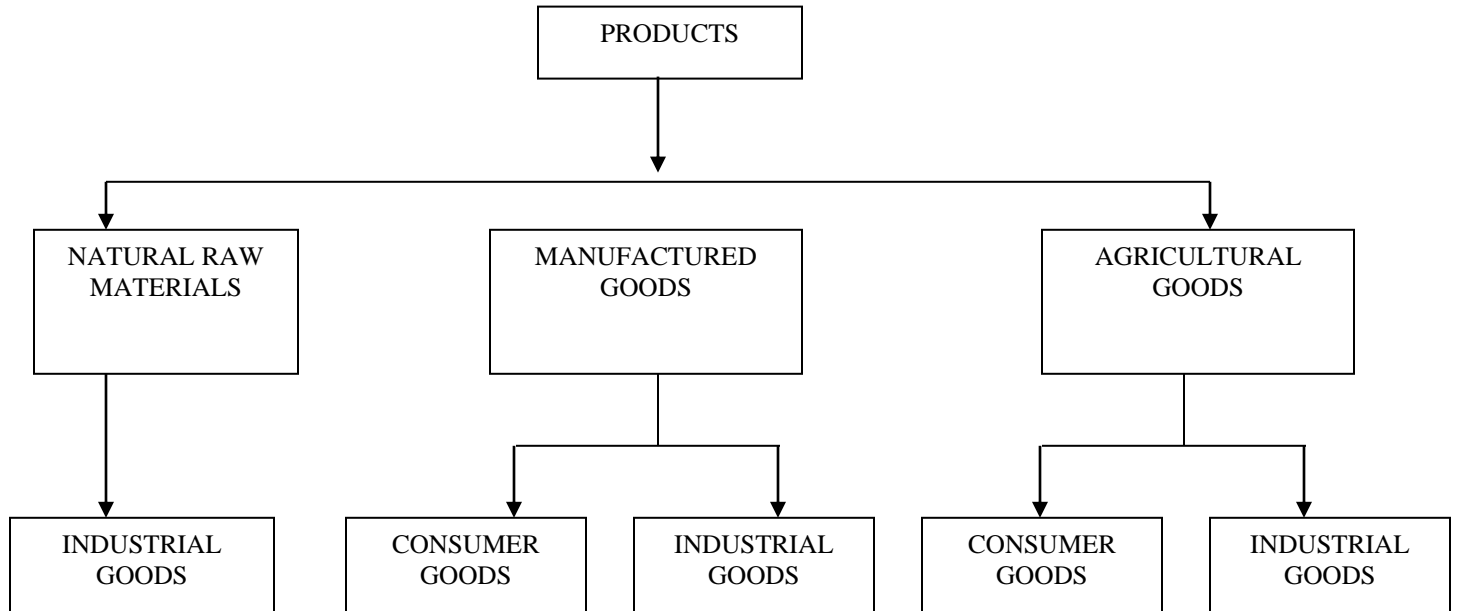 PRODUCTS
NATURAL RAW
MATERIALS
MANUFACTURED
GOODS
AGRICULTURAL
GOODS
INDUSTRIAL
GOODS
CONSUMER
GOODS
INDUSTRIAL
GOODS
CONSUMER
GOODS
INDUSTRIAL
GOODS